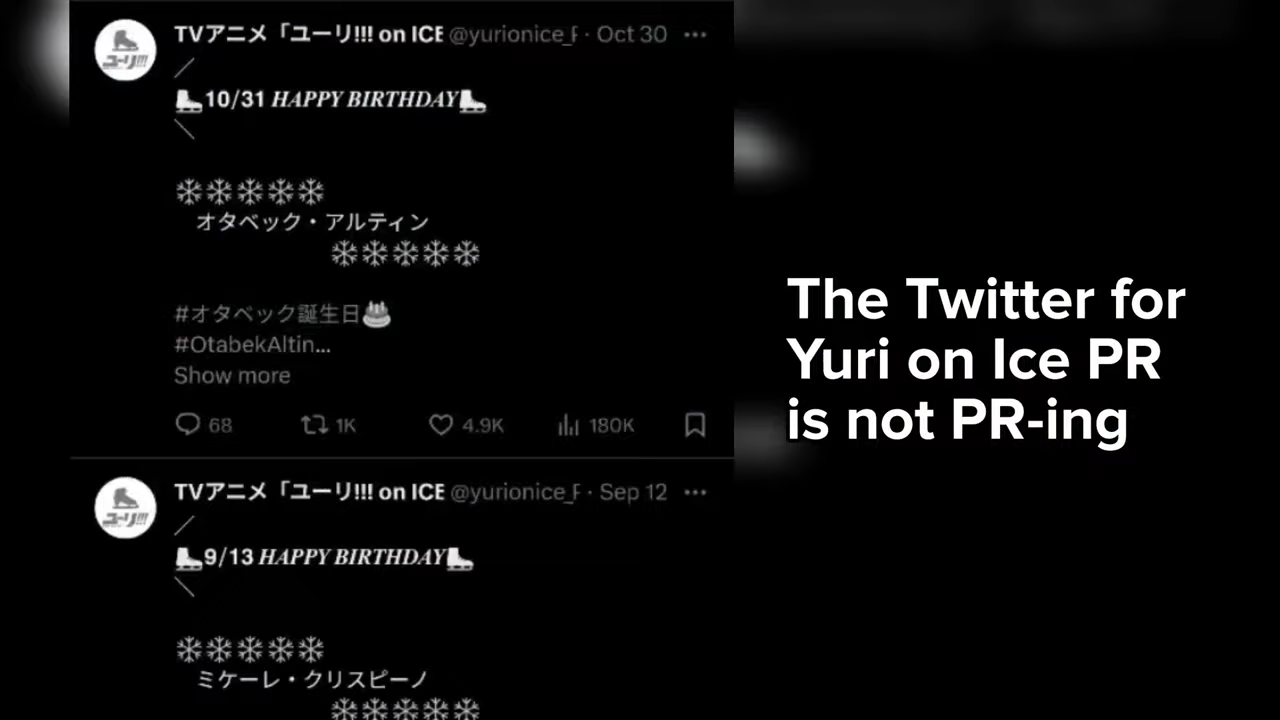 TVアニメ「ユーリ!!! on ICE @yurionice_F · Oct 30 ···
／
⛸10/31 HAPPY BIRTHDAY⛸
＼
❄❄❄❄❄
オタベック・アルティン
❄❄❄❄❄
#オタベック誕生日🎂
#OtabekAltin...
Show more
68 1K 4.9K 180K
TVアニメ「ユーリ!!! on ICE @yurionice_F · Sep 12 ···
／
⛸9/13 HAPPY BIRTHDAY⛸
＼
❄❄❄❄❄
ミケーレ・クリスピーノ
❄❄❄❄❄
The Twitter for
Yuri on Ice PR
is not PR-ing